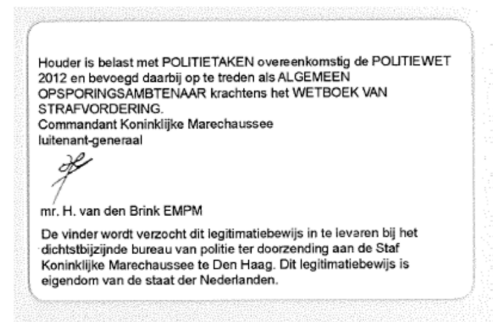 Houder is belast met POLITIETAKEN overeenkomstig de POLITIEWET
2012 en bevoegd daarbij op te treden als ALGEMEEN
OPSPORINGSAMBTENAAR krachtens het WETBOEK VAN
STRAFVORDERING.
Commandant Koninklijke Marechaussee
luitenant-generaal
mr. H. van den Brink EMPM
De vinder wordt verzocht dit legitimatiebewijs in te leveren bij het
dichtstbijzijnde bureau van politie ter doorzending aan de Staf
Koninklijke Marechaussee te Den Haag. Dit legitimatiebewijs is
eigendom van de staat der Nederlanden.